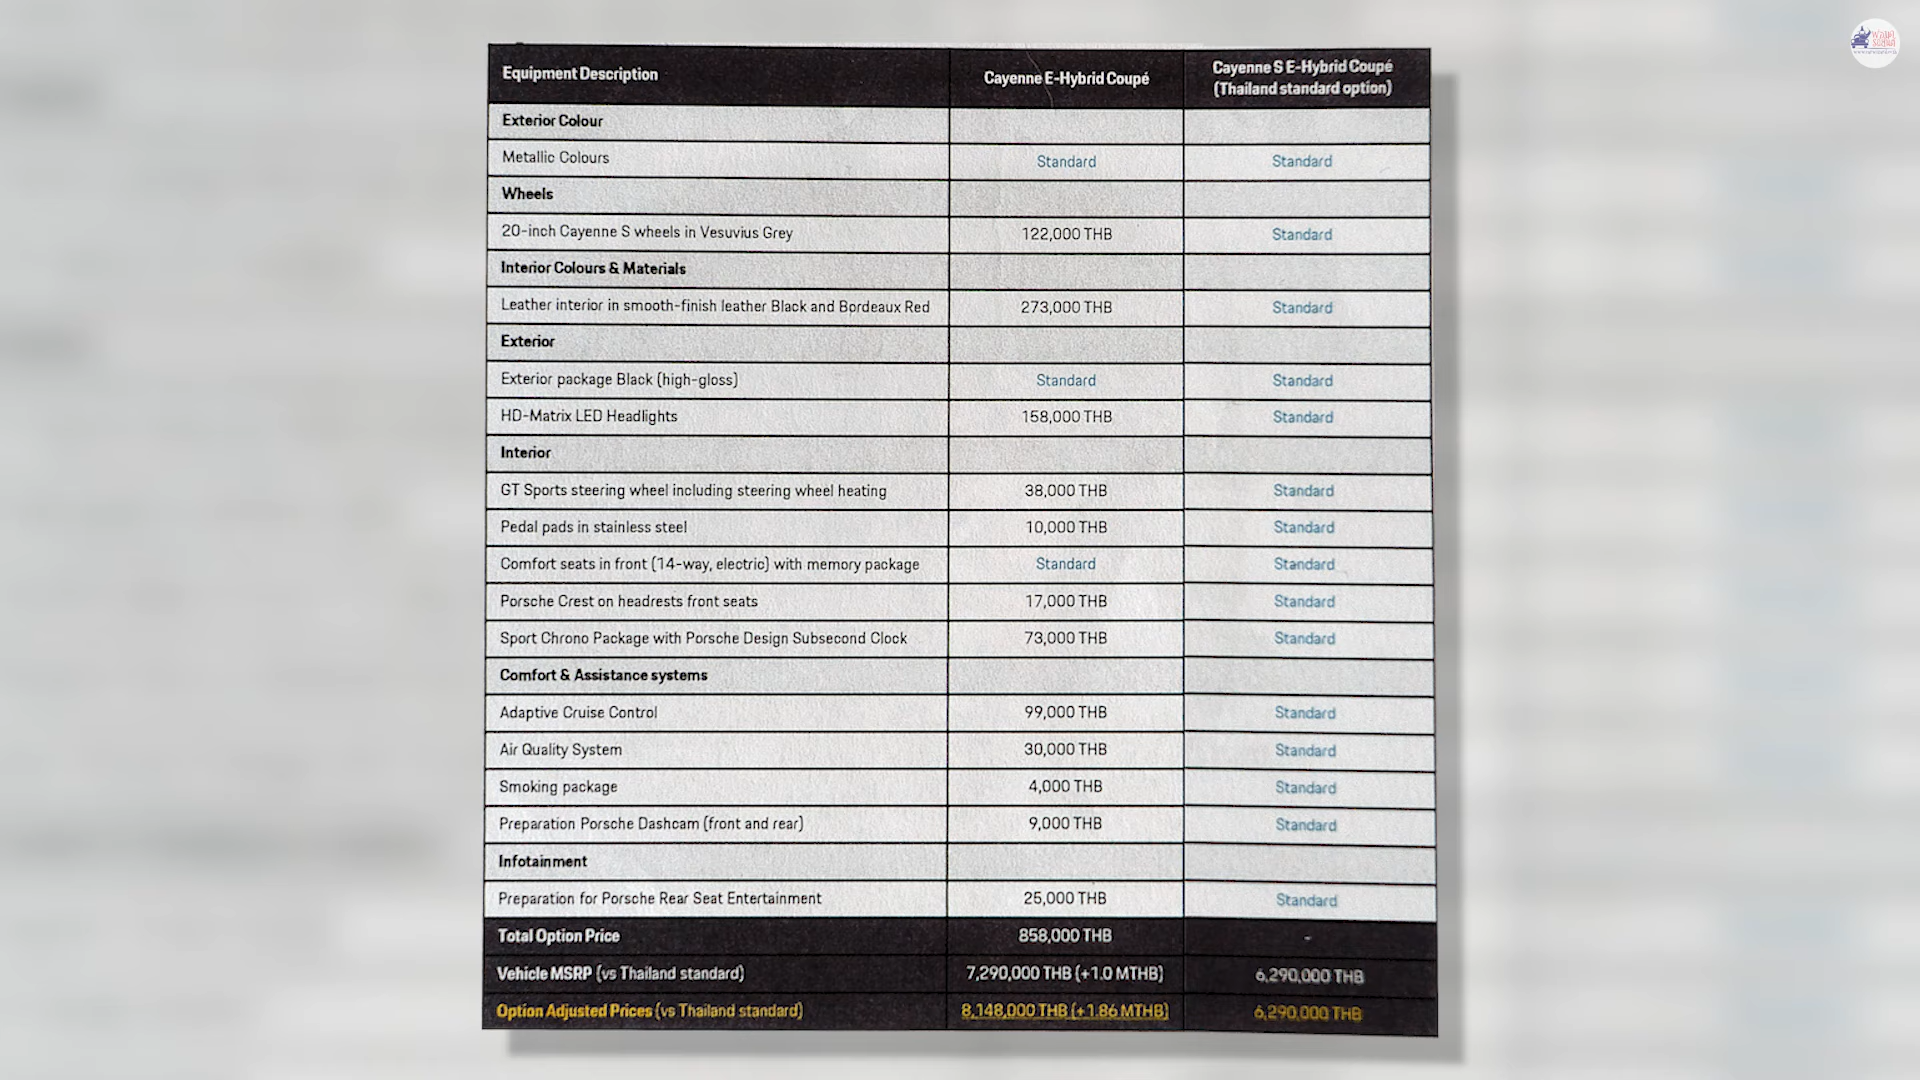 Equipment Description Cayenne E-Hybrid Coupé Cayenne S E-Hybrid Coupé
(Thailand standard option)
Exterior Colour
Metallic Colours Standard Standard
Wheels
20-inch Cayenne S wheels in Vesuvius Grey 122,000 THB Standard
Interior Colours & Materials
Leather interior in smooth-finish leather Black and Bordeaux Red 273,000 THB Standard
Exterior
Exterior package Black (high-gloss) Standard Standard
HD-Matrix LED Headlights 158,000 THB Standard
Interior
GT Sports steering wheel including steering wheel heating 38,000 THB Standard
Pedal pads in stainless steel 10,000 THB Standard
Comfort seats in front (14-way, electric) with memory package Standard Standard
Porsche Crest on headrests front seats 17,000 THB Standard
Sport Chrono Package with Porsche Design Subsecond Clock 73,000 THB Standard
Comfort & Assistance systems
Adaptive Cruise Control 99,000 THB Standard
Air Quality System 30,000 THB Standard
Smoking package 4,000 THB Standard
Preparation Porsche Dashcam (front and rear) 9,000 THB Standard
Infotainment
Preparation for Porsche Rear Seat Entertainment 25,000 THB Standard
Total Option Price 858,000 THB -
Vehicle MSRP (vs Thailand standard) 7,290,000 THB (+1.0 MTHB) 6,290,000 THB
Option Adjusted Prices (vs Thailand standard) 8,148,000 THB (+1.86 MTHB) 6,290,000 THB